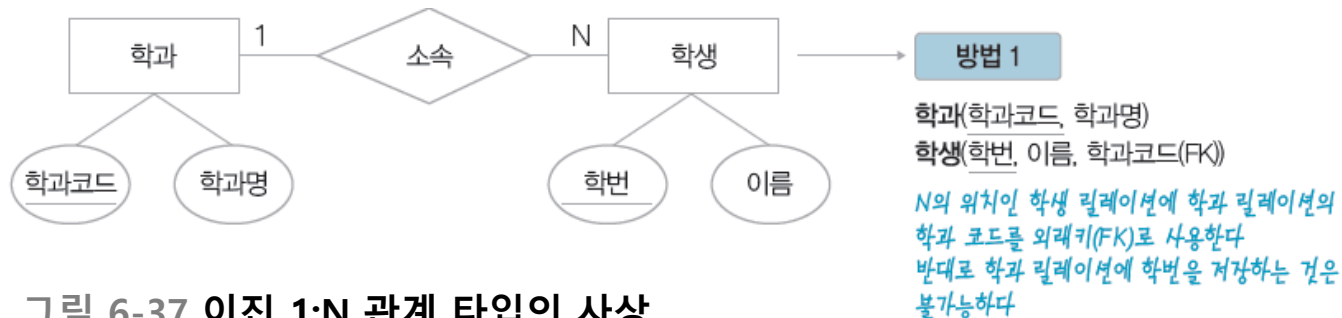 학과
1
소속
N
학생
방법 1
학과코드
학과명
학번
이름
학과(학과코드, 학과명)
학생(학번, 이름, 학과코드(FK))
N의 위치인 학생 릴레이션에 학과 릴레이션의
학과 코드를 외래키(FK)로 사용한다
반대로 학과 릴레이션에 학번을 저장하는 것은
불가능하다
그림 6-37 이진 1:N 관계 타입의 사상